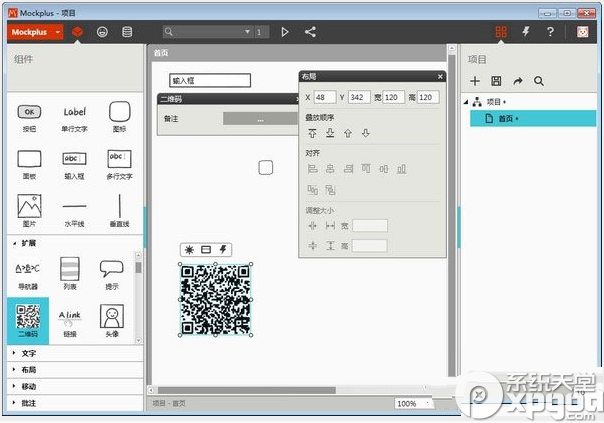 Mockplus - 项目
Mockplus
1
?
组件
OK
Label
按钮
单行文字
图标
abc
abc
面板
输入框
多行文字
图片
水平线
垂直线
扩展
A>B>C
导航器
列表
提示
A link
二维码
链接
头像
文字
布局
移动
批注
首页
输入框
二维码
备注
...
布局
X 48 Y 342 宽 120 高 120
叠放顺序
对齐
调整大小
宽
高
项目 - 首页
100%
项目
项目
首页
系统天堂